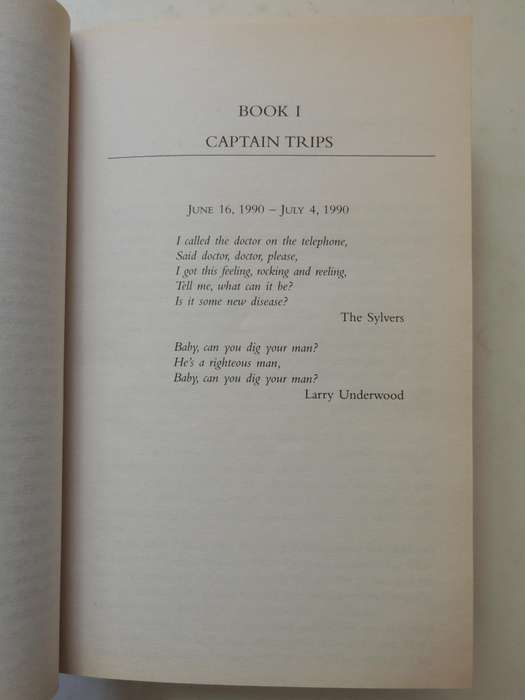 BOOK I
CAPTAIN TRIPS
June 16, 1990 – July 4, 1990
I called the doctor on the telephone,
Said doctor, doctor, please,
I got this feeling, rocking and reeling,
Tell me, what can it be?
Is it some new disease?
The Sylvers
Baby, can you dig your man?
He's a righteous man,
Baby, can you dig your man?
Larry Underwood